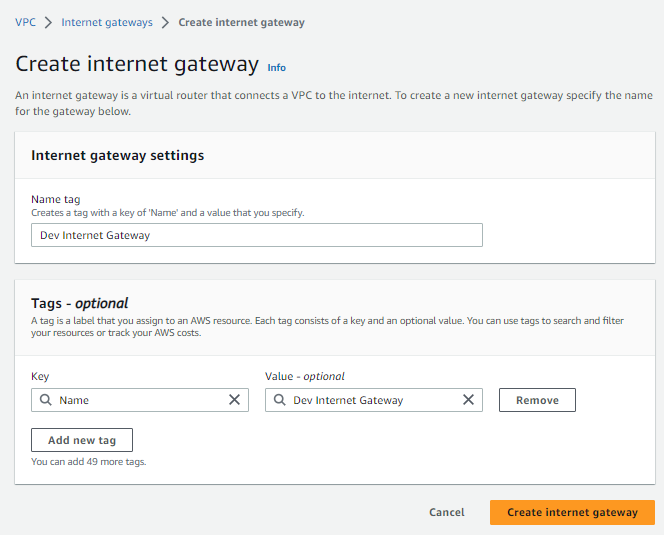 VPC > Internet gateways > Create internet gateway
Create internet gateway Info
An internet gateway is a virtual router that connects a VPC to the internet. To create a new internet gateway specify the name
for the gateway below.
Internet gateway settings
Name tag
Creates a tag with a key of 'Name' and a value that you specify.
Dev Internet Gateway
Tags - optional
A tag is a label that you assign to an AWS resource. Each tag consists of a key and an optional value. You can use tags to search and filter
your resources or track your AWS costs.
Key Value - optional
Name Dev Internet Gateway Remove
Add new tag
You can add 49 more tags.
Cancel Create internet gateway